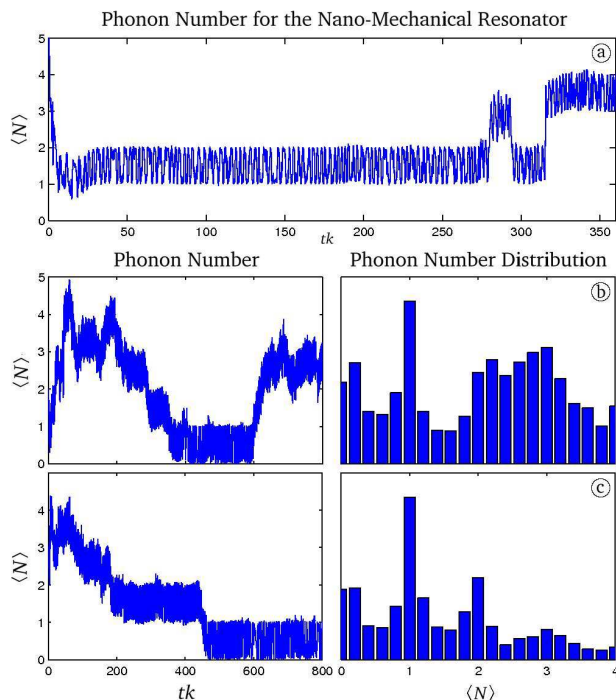 Phonon Number for the Nano-Mechanical Resonator
a
5
4
3
2
1
0
⟨N⟩
0 50 100 150 200 250 300 350
tk
Phonon Number
5
4
3
2
1
0
⟨N⟩
Phonon Number Distribution
b
5
4
3
2
1
0
⟨N⟩
0 200 400 600 800
tk
c
0 1 2 3 4
⟨N⟩